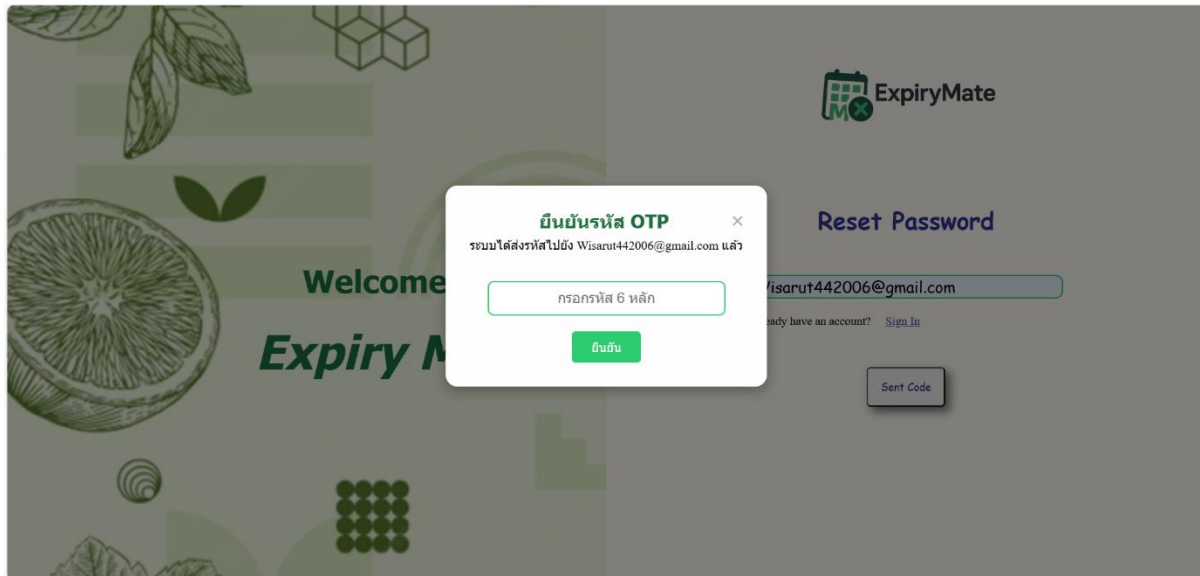 ExpiryMate
Welcome
Expiry M
Reset Password
isarut442006@gmail.com
ady have an account? Sign In
Sent Code
ยืนยันรหัส OTP
×
ระบบได้ส่งรหัสไปยัง Wisarut442006@gmail.com แล้ว
กรอกรหัส 6 หลัก
ยืนยัน